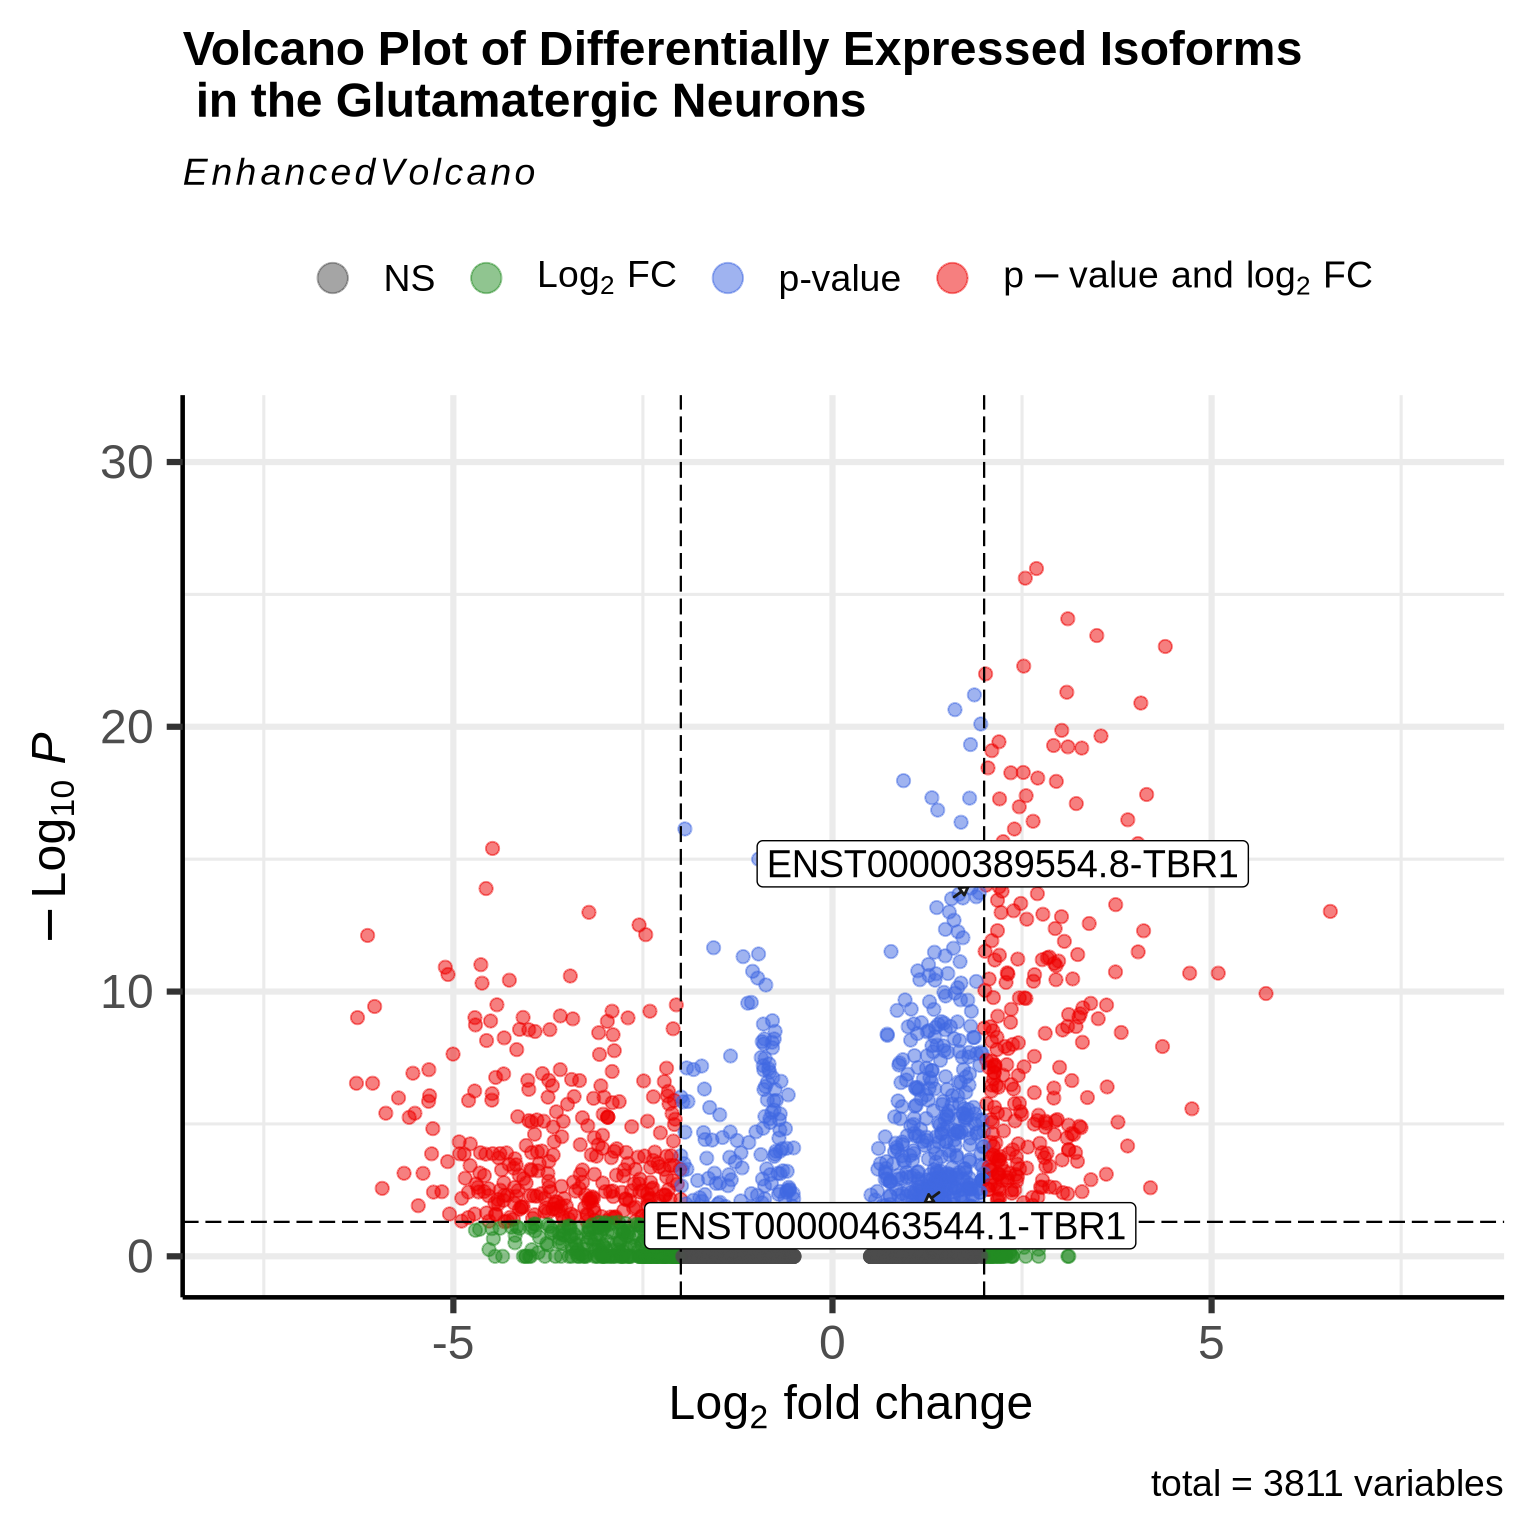 Volcano Plot of Differentially Expressed Isoforms
in the Glutamatergic Neurons
EnhancedVolcano
NS Log₂ FC p-value p − value and log₂ FC
30
20
10
0
− Log₁₀ P
ENST00000389554.8-TBR1
ENST00000463544.1-TBR1
-5 0 5
Log₂ fold change
total = 3811 variables